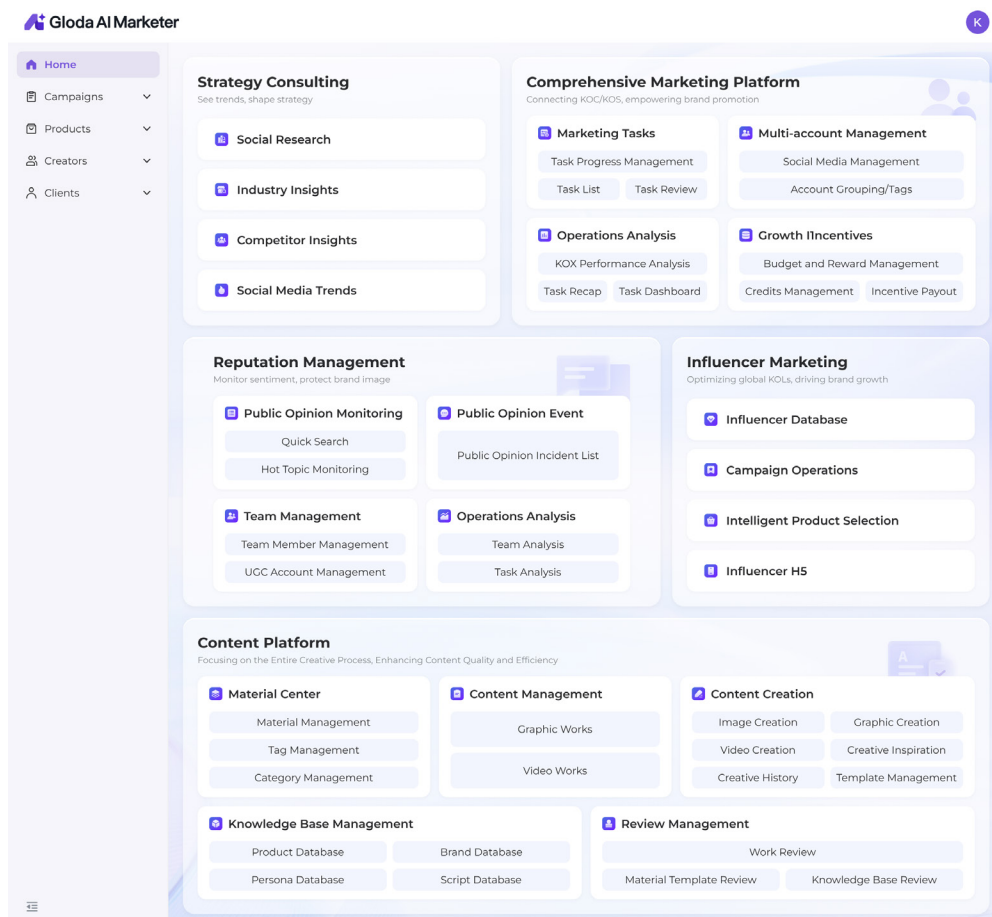 Gloda AI Marketer
K
Home
Campaigns
Products
Creators
Clients
Strategy Consulting
See trends, shape strategy
Social Research
Industry Insights
Competitor Insights
Social Media Trends
Comprehensive Marketing Platform
Connecting KOC/KOS, empowering brand promotion
Marketing Tasks
Task Progress Management
Task List
Task Review
Multi-account Management
Social Media Management
Account Grouping/Tags
Operations Analysis
KOX Performance Analysis
Task Recap
Task Dashboard
Growth l'Incentives
Budget and Reward Management
Credits Management
Incentive Payout
Reputation Management
Monitor sentiment, protect brand image
Public Opinion Monitoring
Quick Search
Hot Topic Monitoring
Public Opinion Event
Public Opinion Incident List
Team Management
Team Member Management
UGC Account Management
Operations Analysis
Team Analysis
Task Analysis
Influencer Marketing
Optimizing global KOLs, driving brand growth
Influencer Database
Campaign Operations
Intelligent Product Selection
Influencer H5
Content Platform
Focusing on the Entire Creative Process, Enhancing Content Quality and Efficiency
A
Material Center
Material Management
Tag Management
Category Management
Content Management
Graphic Works
Video Works
Content Creation
Image Creation
Graphic Creation
Video Creation
Creative Inspiration
Creative History
Template Management
Knowledge Base Management
Product Database
Brand Database
Persona Database
Script Database
Review Management
Work Review
Material Template Review
Knowledge Base Review